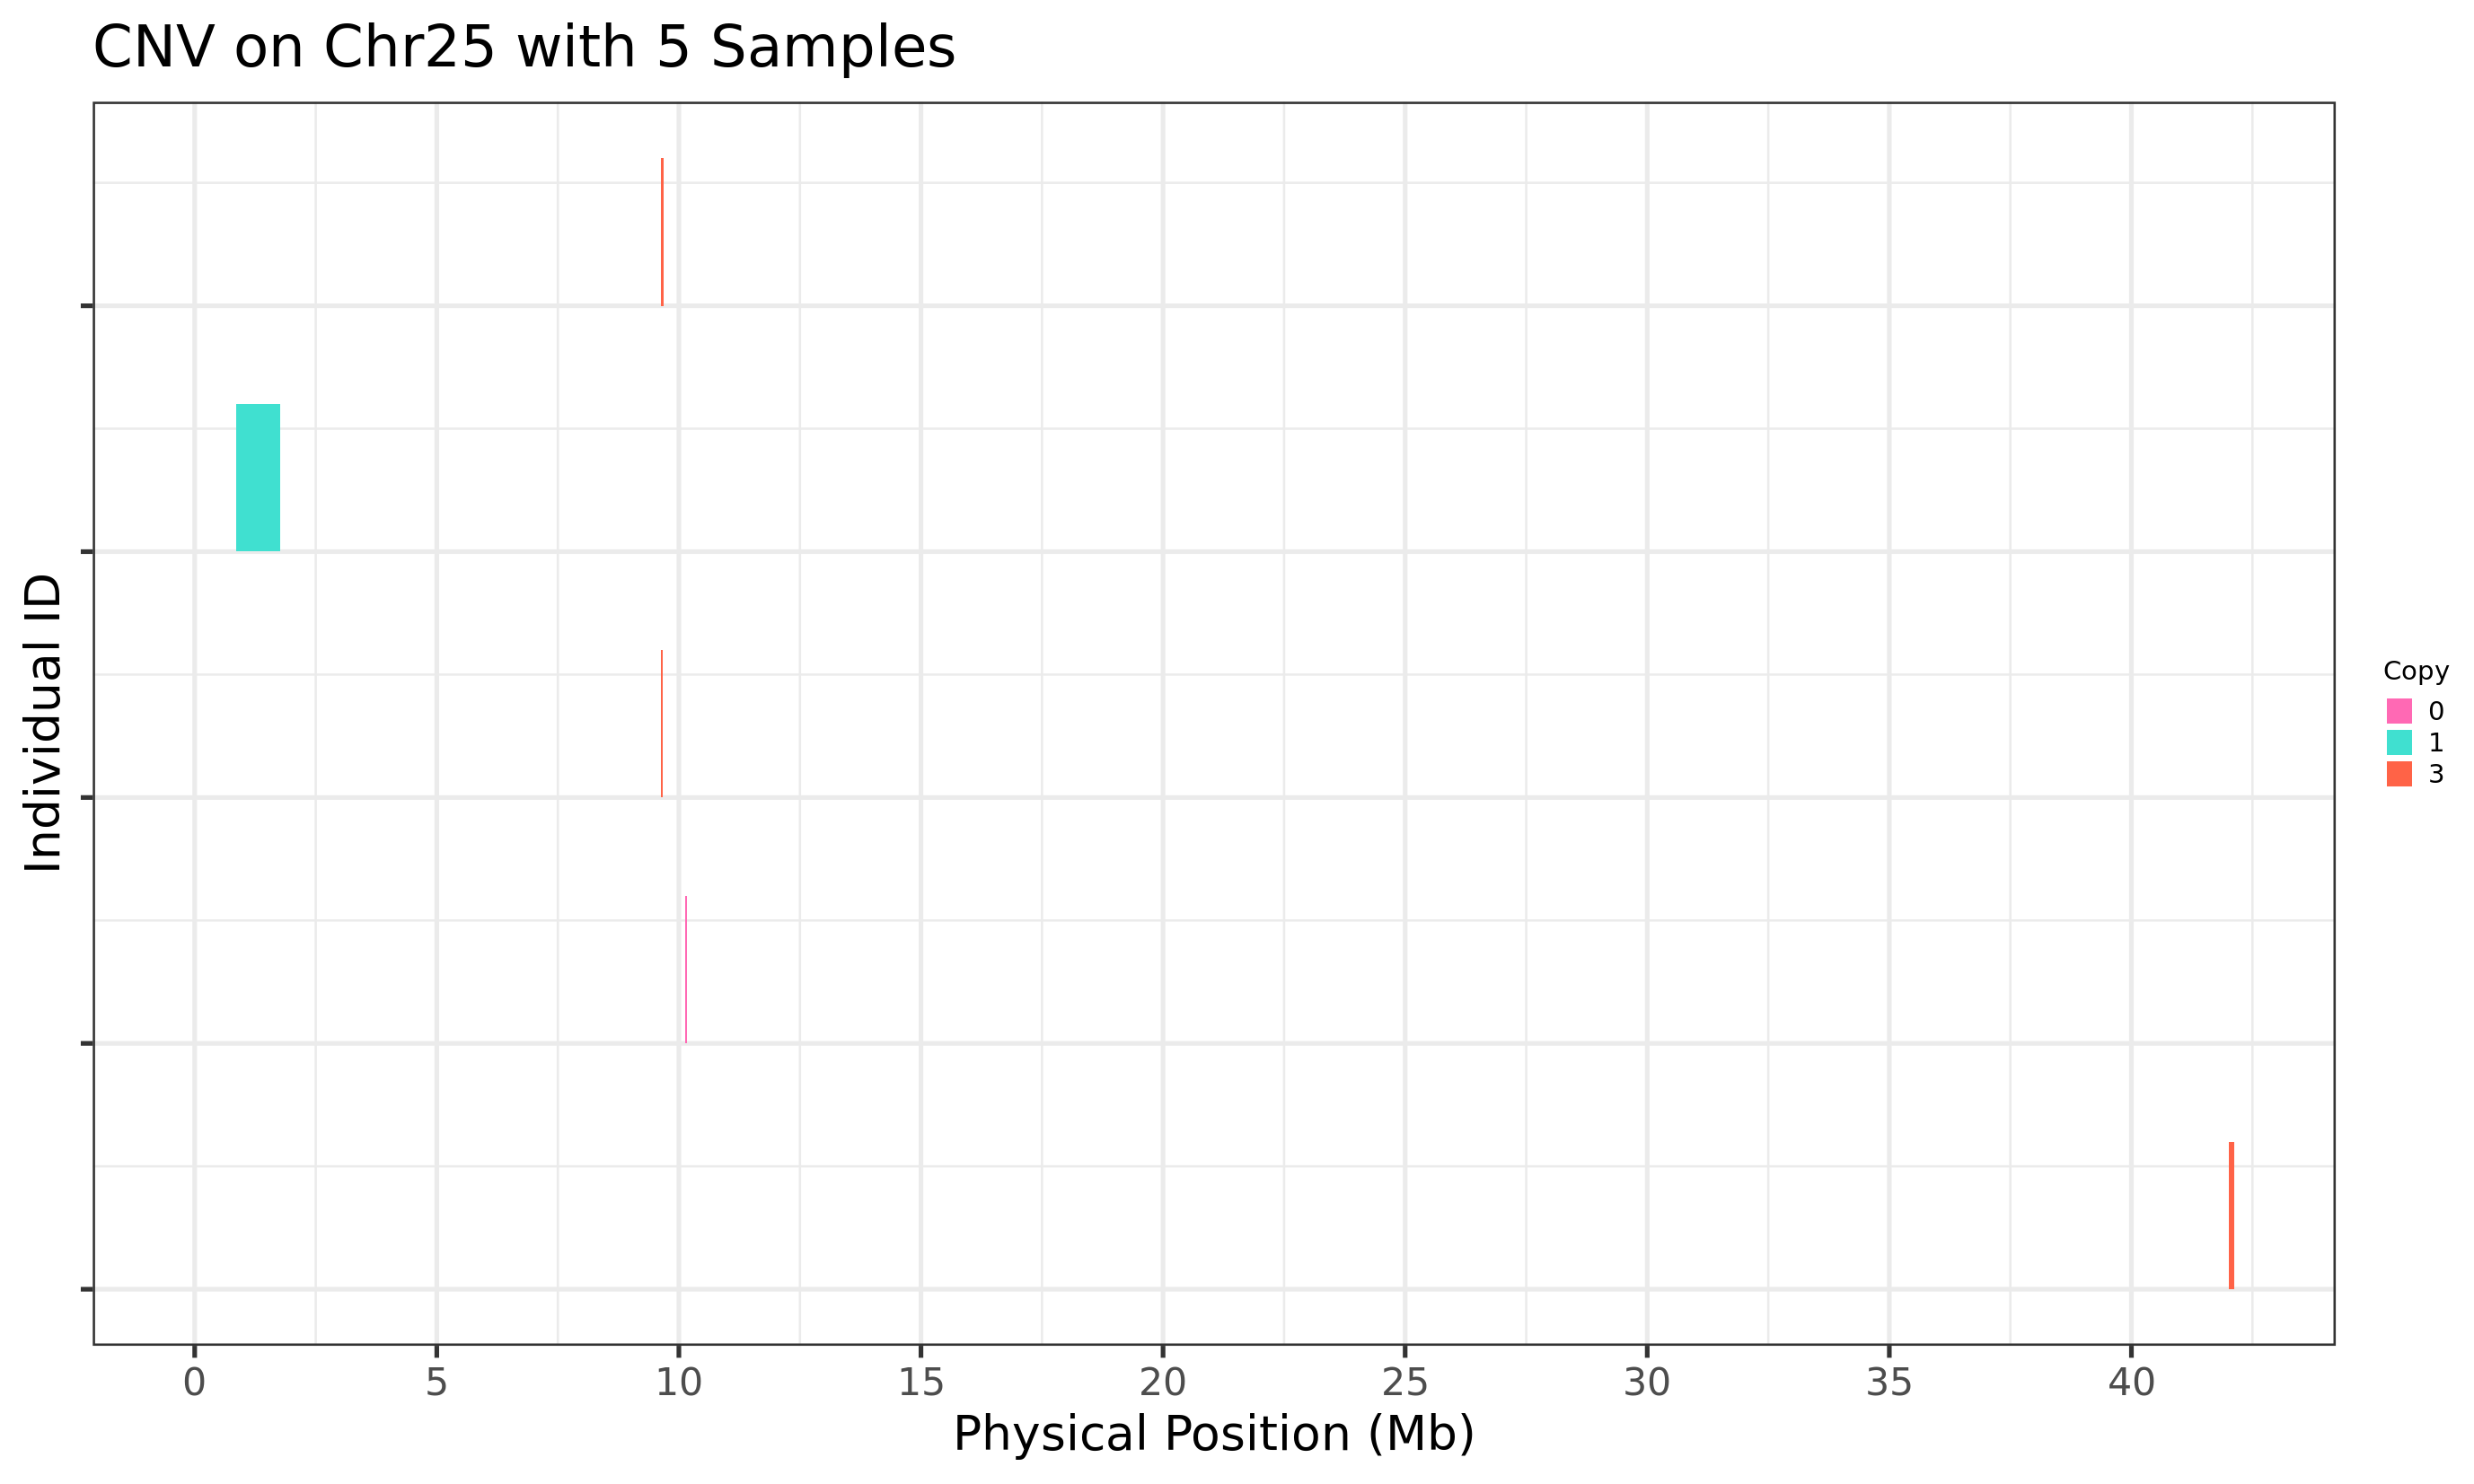 CNV on Chr25 with 5 Samples
Individual ID
Copy
0
1
3
0 5 10 15 20 25 30 35 40
Physical Position (Mb)